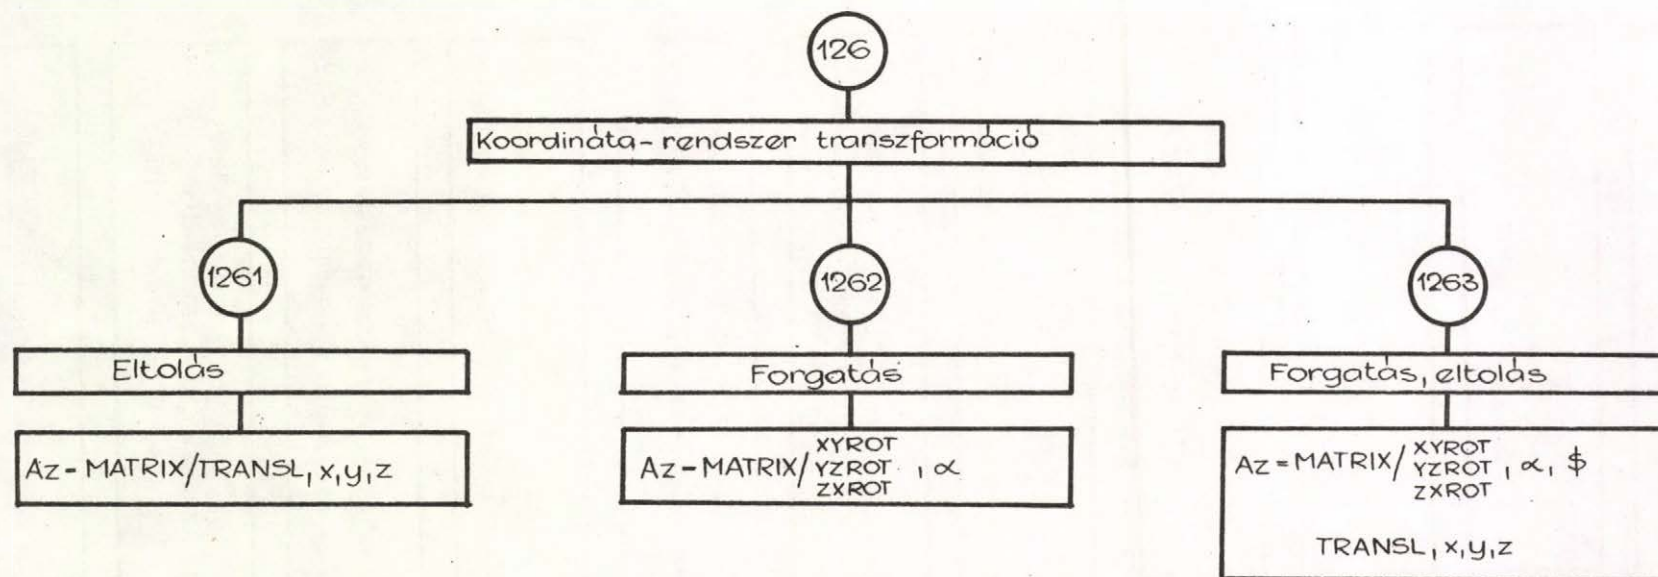 126
Koordináta-rendszer transzformáció
1261
Eltolás
Az-MATRIX/TRANSL,x,y,z
1262
Forgatás
XYROT
Az-MATRIX/YZROT ,α
ZXROT
1263
Forgatás, eltolás
XYROT
Az=MATRIX/YZROT ,α, $
ZXROT
TRANSL,x,y,z